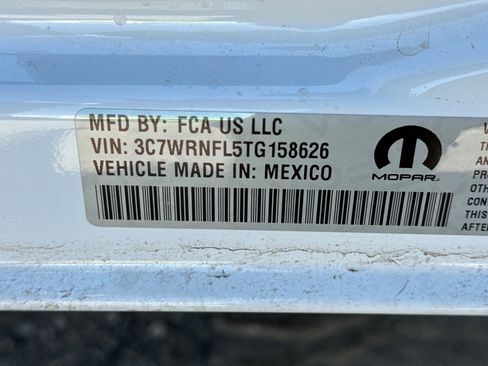 MFD BY: FCA US LLC
VIN: 3C7WRNFL5TG158626
VEHICLE MADE IN: MEXICO
MOPAR